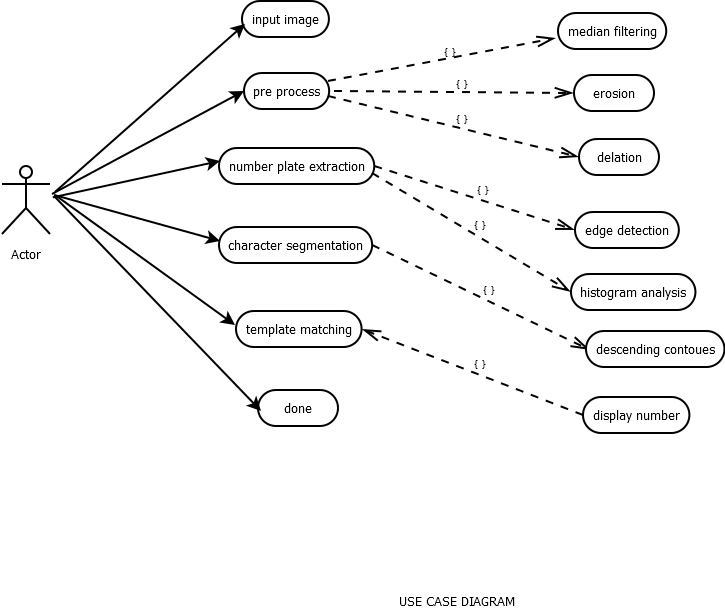 input image
median filtering
{ }
pre process
{ }
erosion
{ }
delation
number plate extraction
{ }
edge detection
{ }
Actor
character segmentation
{ }
histogram analysis
template matching
descending contoues
{ }
done
display number
USE CASE DIAGRAM